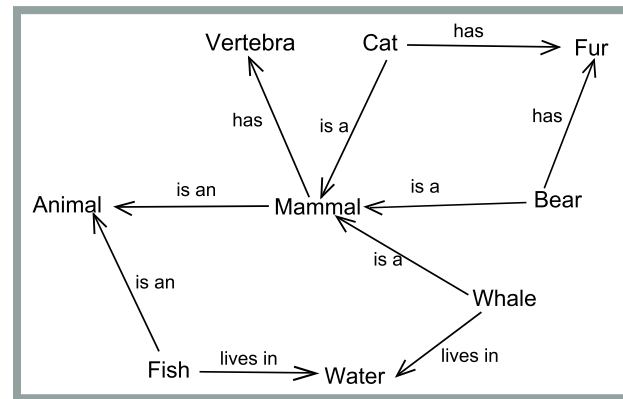 Vertebra
Cat
has
Fur
has
is a
has
Animal
is an
Mammal
is a
Bear
is a
is an
Whale
Fish
lives in
Water
lives in